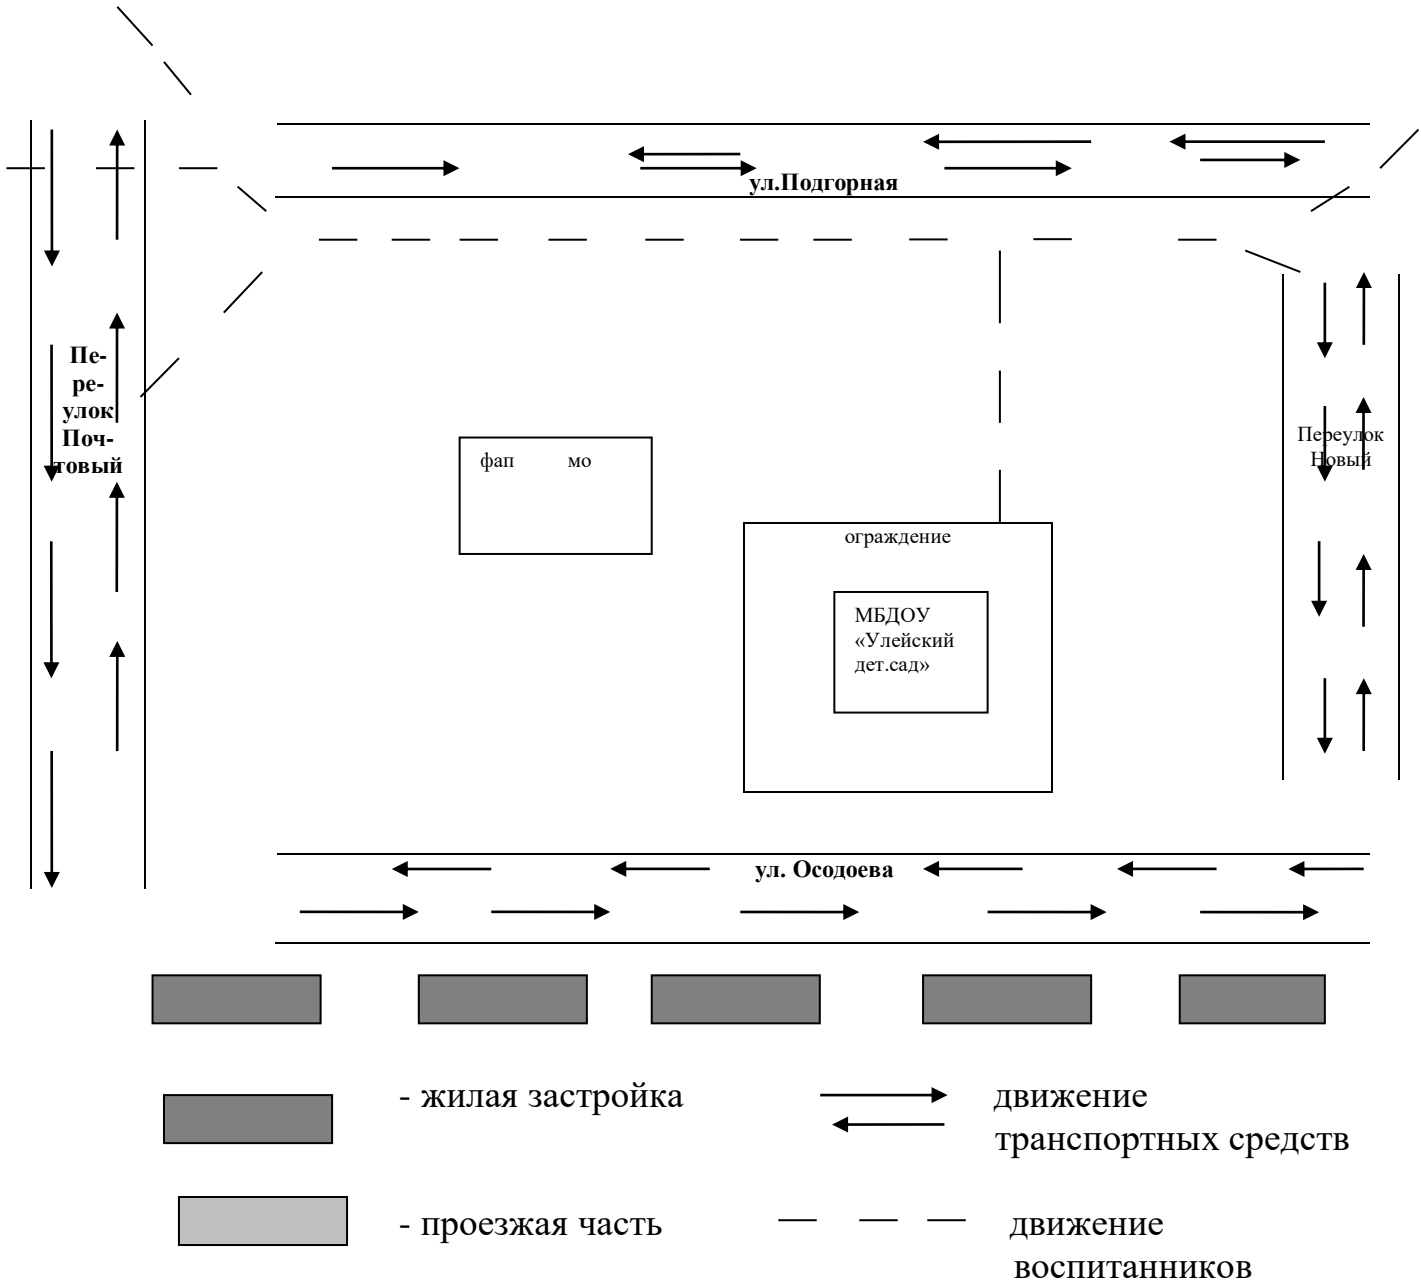 ул.Подгорная
Пе-
ре-
улок
Поч-
товый
Переулок
Новый
фап мо
ограждение
МБДОУ
«Улейский
дет.сад»
ул. Осодоева
- жилая застройка
движение
транспортных средств
- проезжая часть
движение
воспитанников